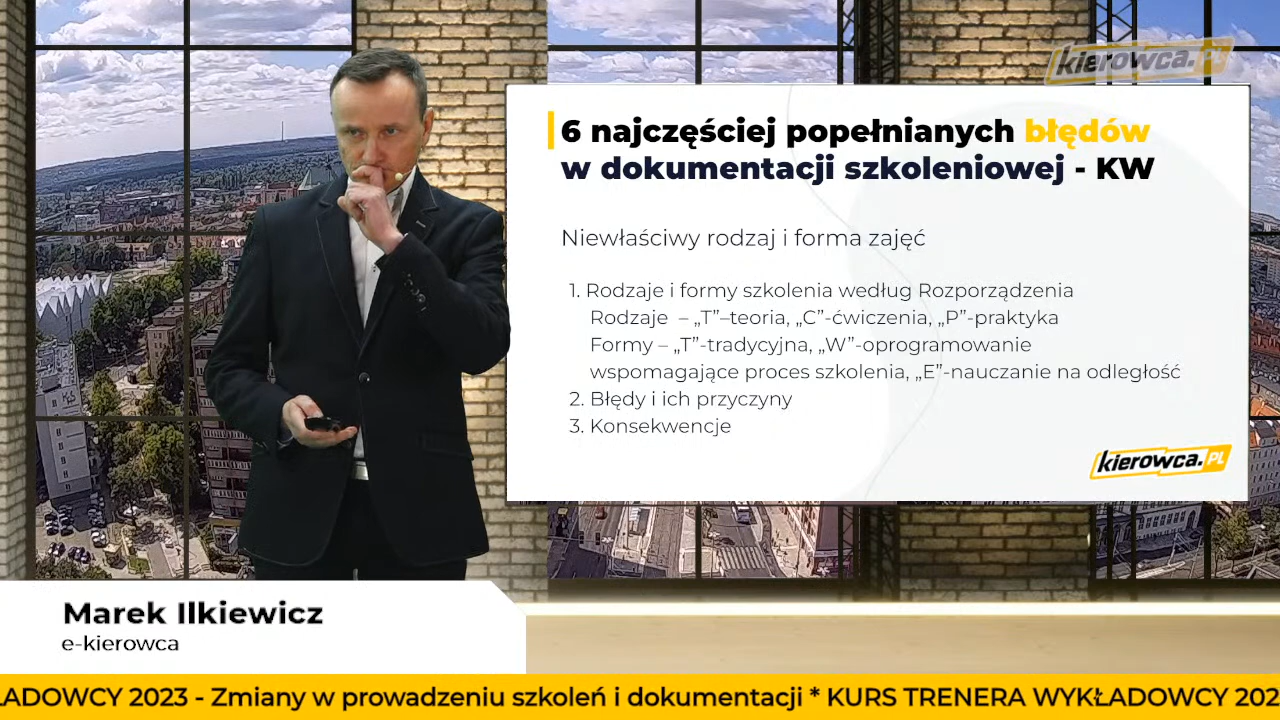 kierowca.PL
6 najczęściej popełnianych błędów
w dokumentacji szkoleniowej - KW
Niewłaściwy rodzaj i forma zajęć
1. Rodzaje i formy szkolenia według Rozporządzenia
Rodzaje – „T”–teoria, „C”-ćwiczenia, „P”-praktyka
Formy – „T”-tradycyjna, „W”-oprogramowanie
wspomagające proces szkolenia, „E”-nauczanie na odległość
2. Błędy i ich przyczyny
3. Konsekwencje
kierowca.PL
Marek Ilkiewicz
e-kierowca
ŁADOWCY 2023 - Zmiany w prowadzeniu szkoleń i dokumentacji * KURS TRENERA WYKŁADOWCY 202